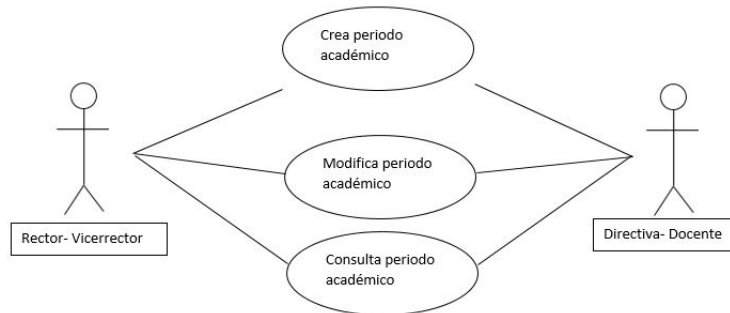 Crea periodo
académico
Modifica periodo
académico
Rector- Vicerrector
Directiva- Docente
Consulta periodo
académico